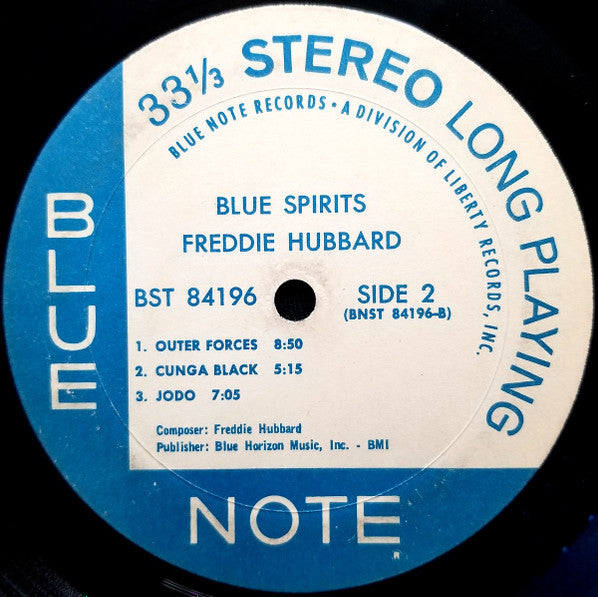 33⅓ STEREO LONG PLAYING
BLUE NOTE RECORDS • A DIVISION OF LIBERTY RECORDS, INC.
BLUE SPIRITS
FREDDIE HUBBARD
BST 84196
SIDE 2
(BNST 84196-B)
1. OUTER FORCES 8:50
2. CUNGA BLACK 5:15
3. JODO 7:05
Composer: Freddie Hubbard
Publisher: Blue Horizon Music, Inc. - BMI
BLUE
NOTE